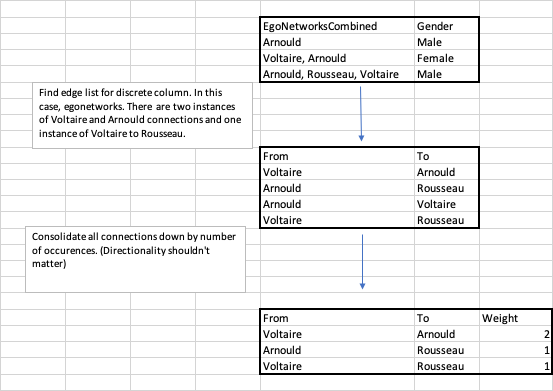 EgoNetworksCombined Gender
Arnould Male
Voltaire, Arnould Female
Arnould, Rousseau, Voltaire Male
Find edge list for discrete column. In this
case, egonetworks. There are two instances
of Voltaire and Arnould connections and one
instance of Voltaire to Rousseau.
From To
Voltaire Arnould
Arnould Rousseau
Arnould Voltaire
Voltaire Rousseau
Consolidate all connections down by number
of occurences. (Directionality shouldn't
matter)
From To Weight
Voltaire Arnould 2
Arnould Rousseau 1
Voltaire Rousseau 1